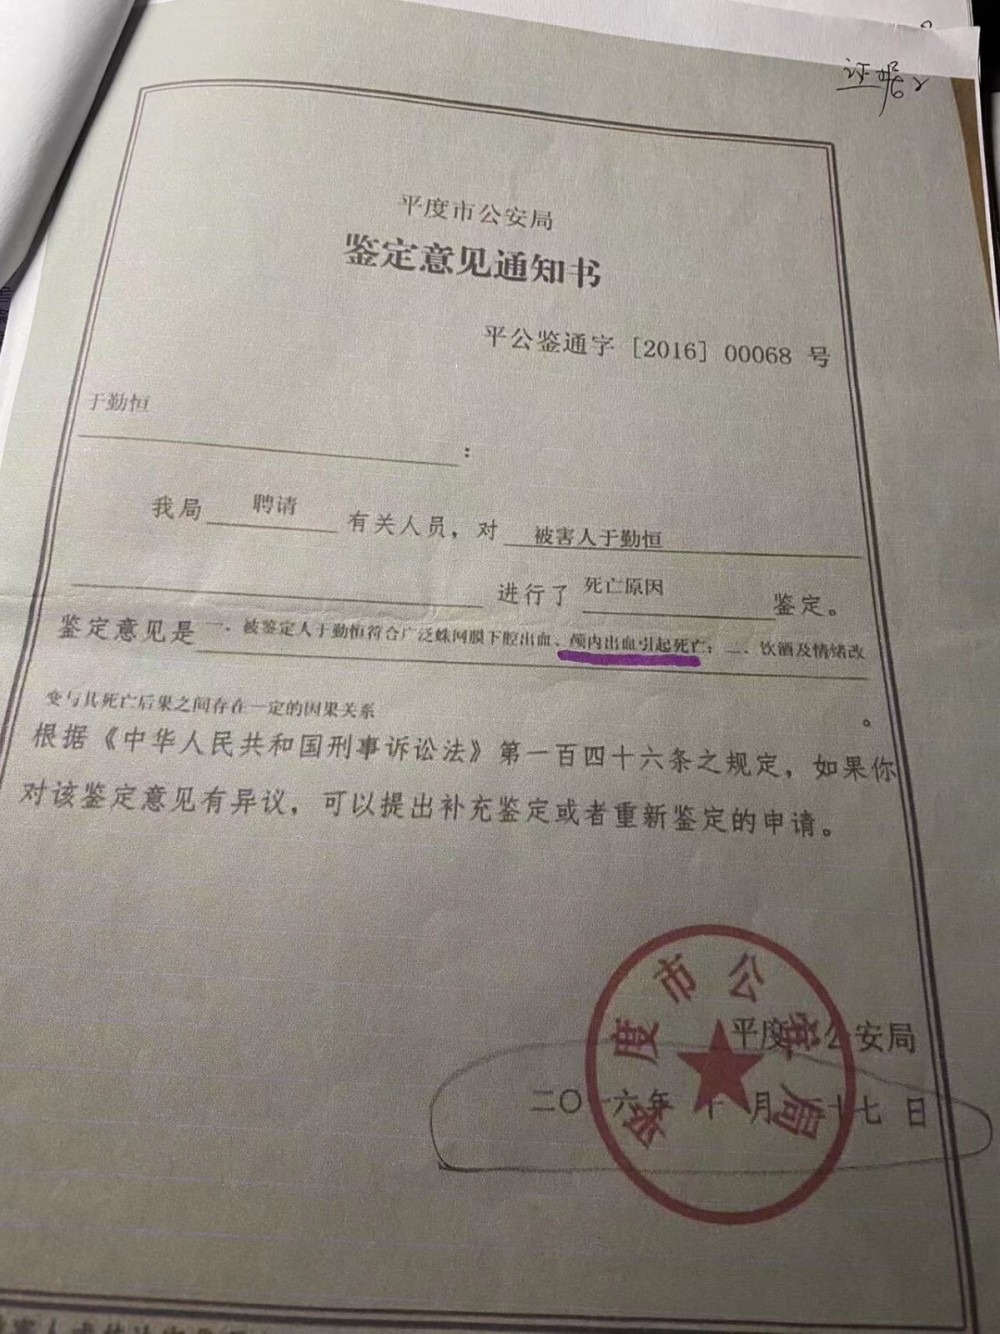 证据2
平度市公安局
鉴定意见通知书
平公鉴通字［2016］00068 号
于勤恒
：
我局 聘请 有关人员，对 被害人于勤恒
进行了 死亡原因 鉴定。
鉴定意见是 一、被鉴定人于勤恒符合广泛蛛网膜下腔出血、颅内出血引起死亡；二、饮酒及情绪改
变与其死亡后果之间存在一定的因果关系 。
根据《中华人民共和国刑事诉讼法》第一百四十六条之规定，如果你
对该鉴定意见有异议，可以提出补充鉴定或者重新鉴定的申请。
平度市公安局
平度 公安局
二〇一六年 十 月 十七 日